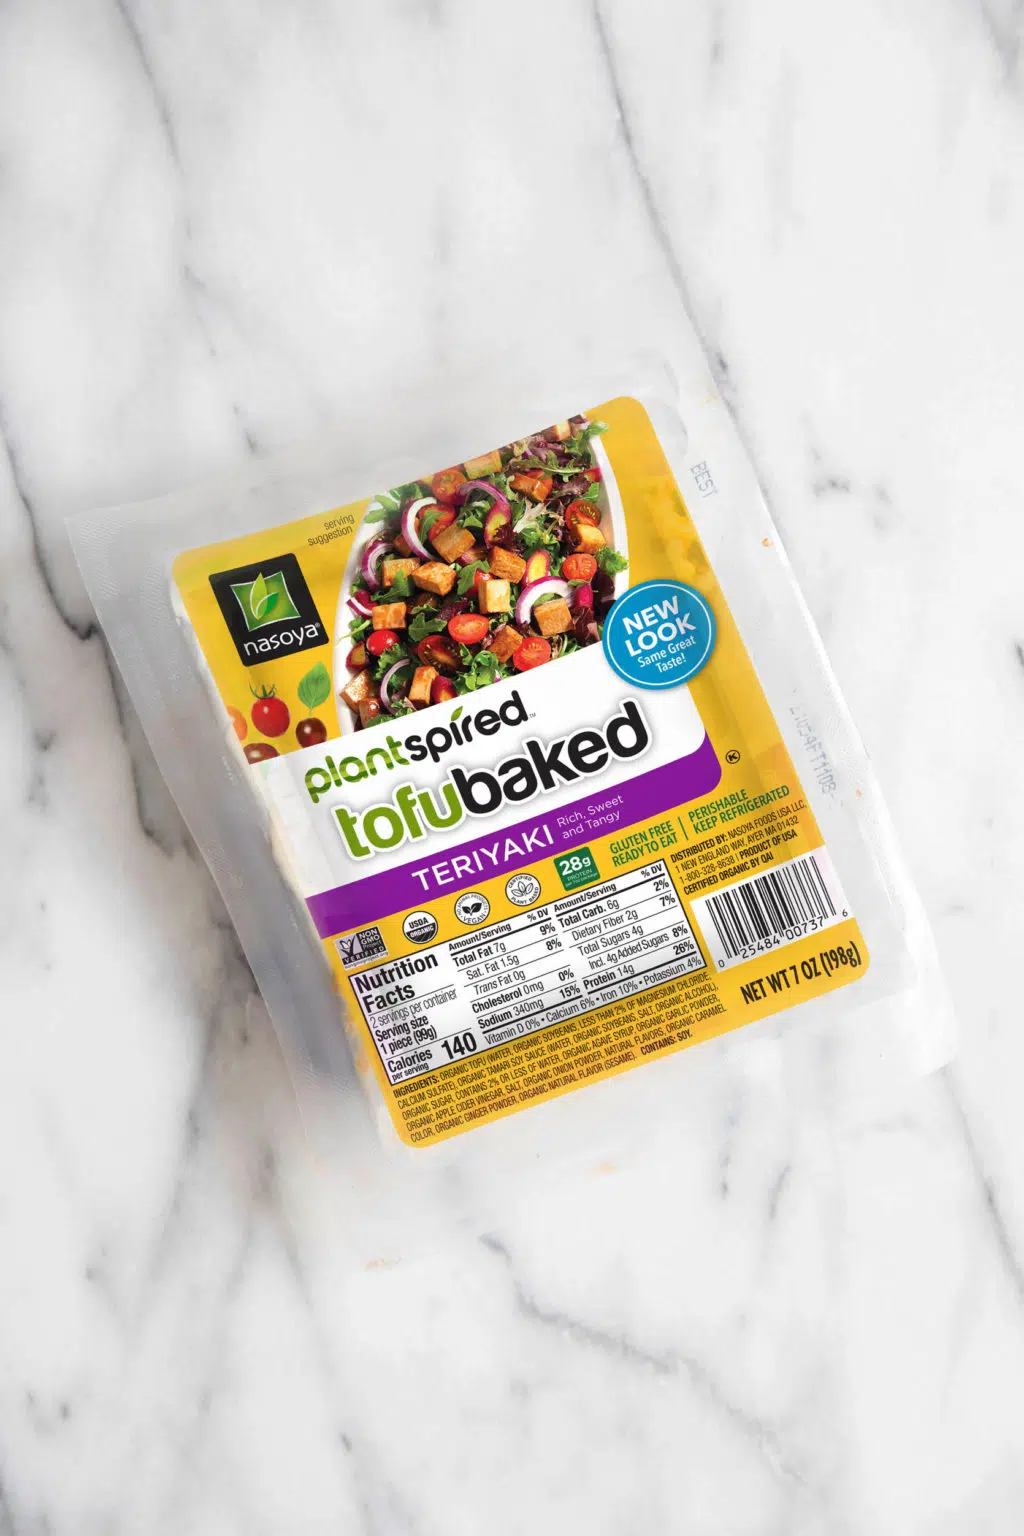 serving
suggestion
nasoya®
BEST
NEW
LOOK
Same Great
Taste!
plantspired™
tofubaked
TERIYAKI
Rich, Sweet
and Tangy
K
28g
PROTEIN
GLUTEN FREE
READY TO EAT
PERISHABLE
KEEP REFRIGERATED
DISTRIBUTED BY: NASOYA FOODS USA LLC,
1 NEW ENGLAND WAY, AYER MA 01432
1-800-328-8638 | PRODUCT OF USA
CERTIFIED ORGANIC BY QAI
NON
GMO
Project
VERIFIED
USDA
ORGANIC
VEGAN
CERTIFIED
PLANT BASED
Nutrition
Facts
2 servings per container
Serving size
1 piece (99g)
Calories 140
per serving
Amount/Serving % DV
Total Fat 7g 9%
Sat. Fat 1.5g 8%
Trans Fat 0g
Cholesterol 0mg 0%
Sodium 340mg 15%
Amount/Serving % DV
Total Carb. 6g 2%
Dietary Fiber 2g 7%
Total Sugars 4g
Incl. 4g Added Sugars 8%
Protein 14g 26%
Vitamin D 0% • Calcium 6% • Iron 10% • Potassium 4%
INGREDIENTS: ORGANIC TOFU (WATER, ORGANIC SOYBEANS, LESS THAN 2% OF MAGNESIUM CHLORIDE,
CALCIUM SULFATE), ORGANIC TAMARI SOY SAUCE (WATER, ORGANIC SOYBEANS, SALT, ORGANIC ALCOHOL),
ORGANIC SUGAR, CONTAINS 2% OR LESS OF WATER, ORGANIC AGAVE SYRUP, ORGANIC GARLIC POWDER,
ORGANIC APPLE CIDER VINEGAR, SALT, ORGANIC ONION POWDER, NATURAL FLAVORING, ORGANIC CARAMEL
COLOR, ORGANIC GINGER POWDER, ORGANIC NATURAL FLAVOR (SESAME). CONTAINS: SOY.
0 25484 00737 6
NET WT 7 OZ (198g)